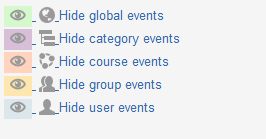 Hide global events
Hide category events
Hide course events
Hide group events
Hide user events